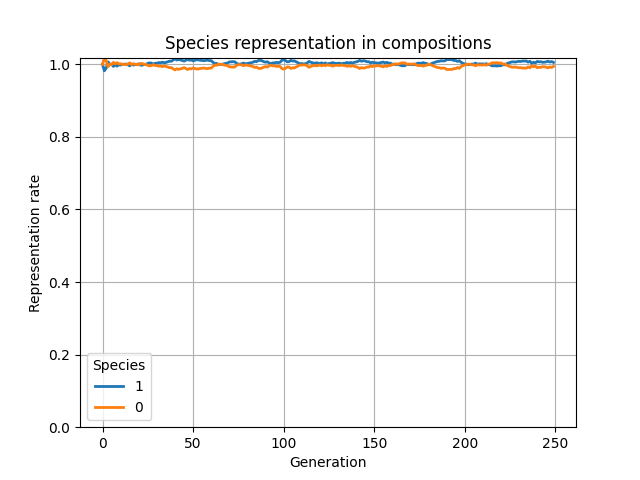 Species representation in compositions
Representation rate
1.0
0.8
0.6
0.4
0.2
0.0
Species
1
0
0 50 100 150 200 250
Generation